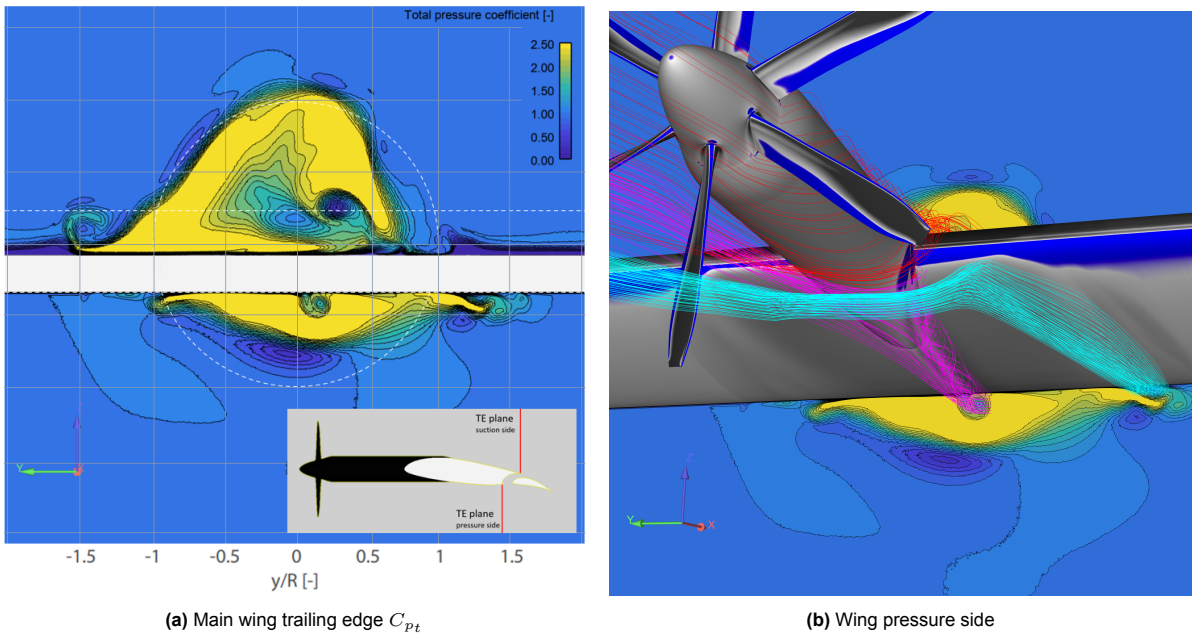 Total pressure coefficient [-]
2.50
2.00
1.50
1.00
0.50
0.00
Z
Y
X
TE plane
suction side
TE plane
pressure side
-1.5
-1
-0.5
0
0.5
1
1.5
y/R [-]
(a) Main wing trailing edge C_{p_t}
Z
Y
X
(b) Wing pressure side